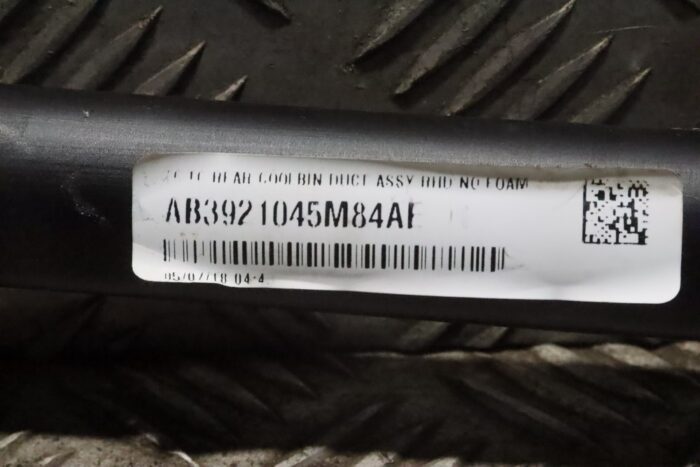 REAR COOLBIN DUCT ASSY RHD NO FOAM
AB3921045M84AE
05/07/18 04:4